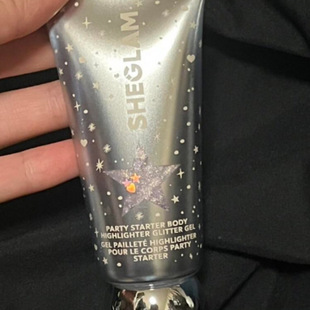 SHEGLAM
PARTY STARTER BODY
HIGHLIGHTER GLITTER GEL
GEL PAILLETÉ HIGHLIGHTER
POUR LE CORPS PARTY
STARTER